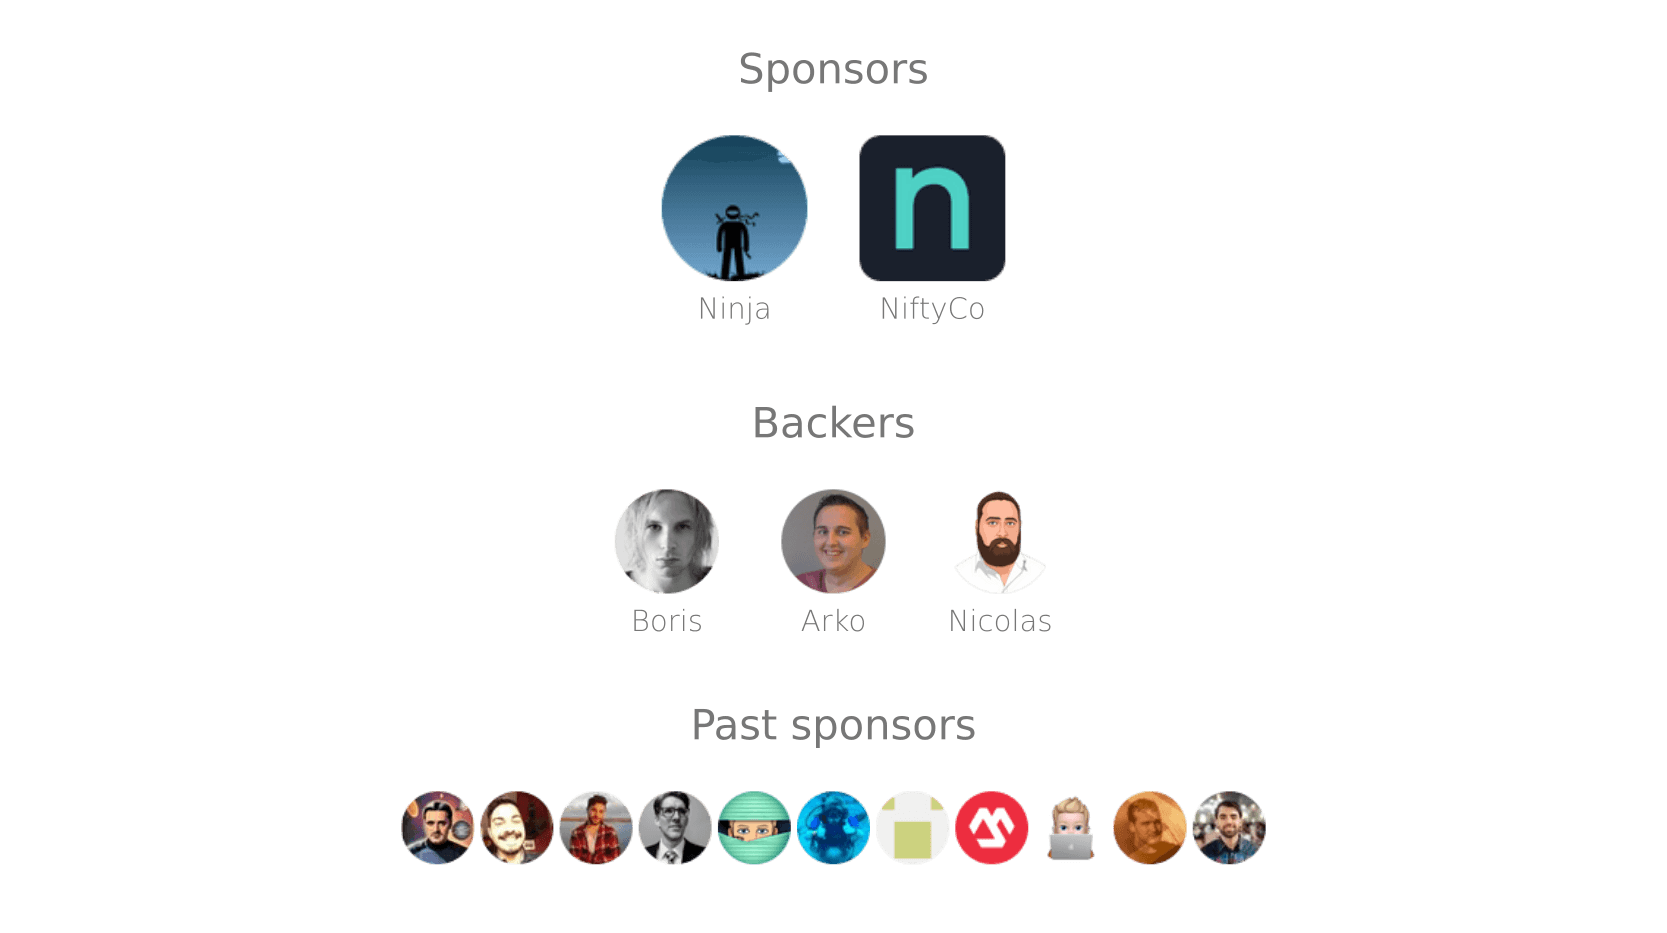 Sponsors
n
Ninja
NiftyCo
Backers
Boris
Arko
Nicolas
Past sponsors